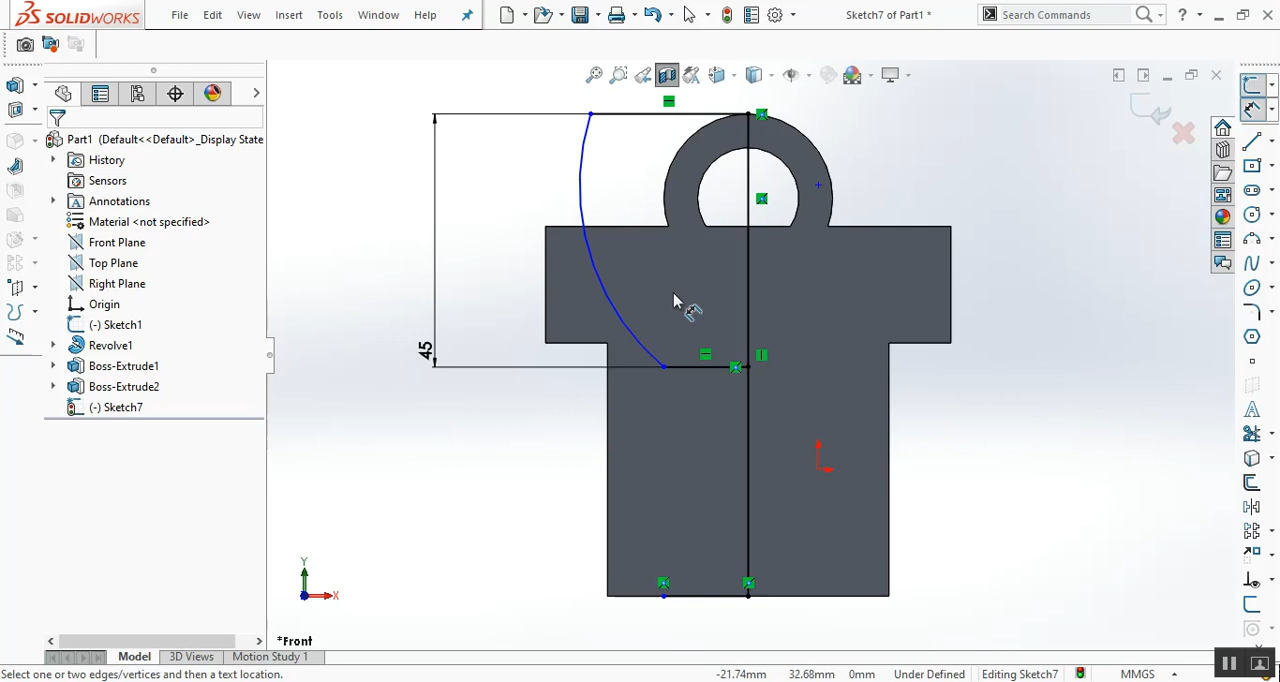 SOLIDWORKS
File Edit View Insert Tools Window Help
Sketch7 of Part1 *
Search Commands
?
Part1 (Default<<Default>_Display State
History
Sensors
Annotations
Material <not specified>
Front Plane
Top Plane
Right Plane
Origin
(-) Sketch1
Revolve1
Boss-Extrude1
Boss-Extrude2
(-) Sketch7
45
Y
X
*Front
Model 3D Views Motion Study 1
Select one or two edges/vertices and then a text location.
-21.74mm 32.68mm 0mm Under Defined Editing Sketch7 MMGS